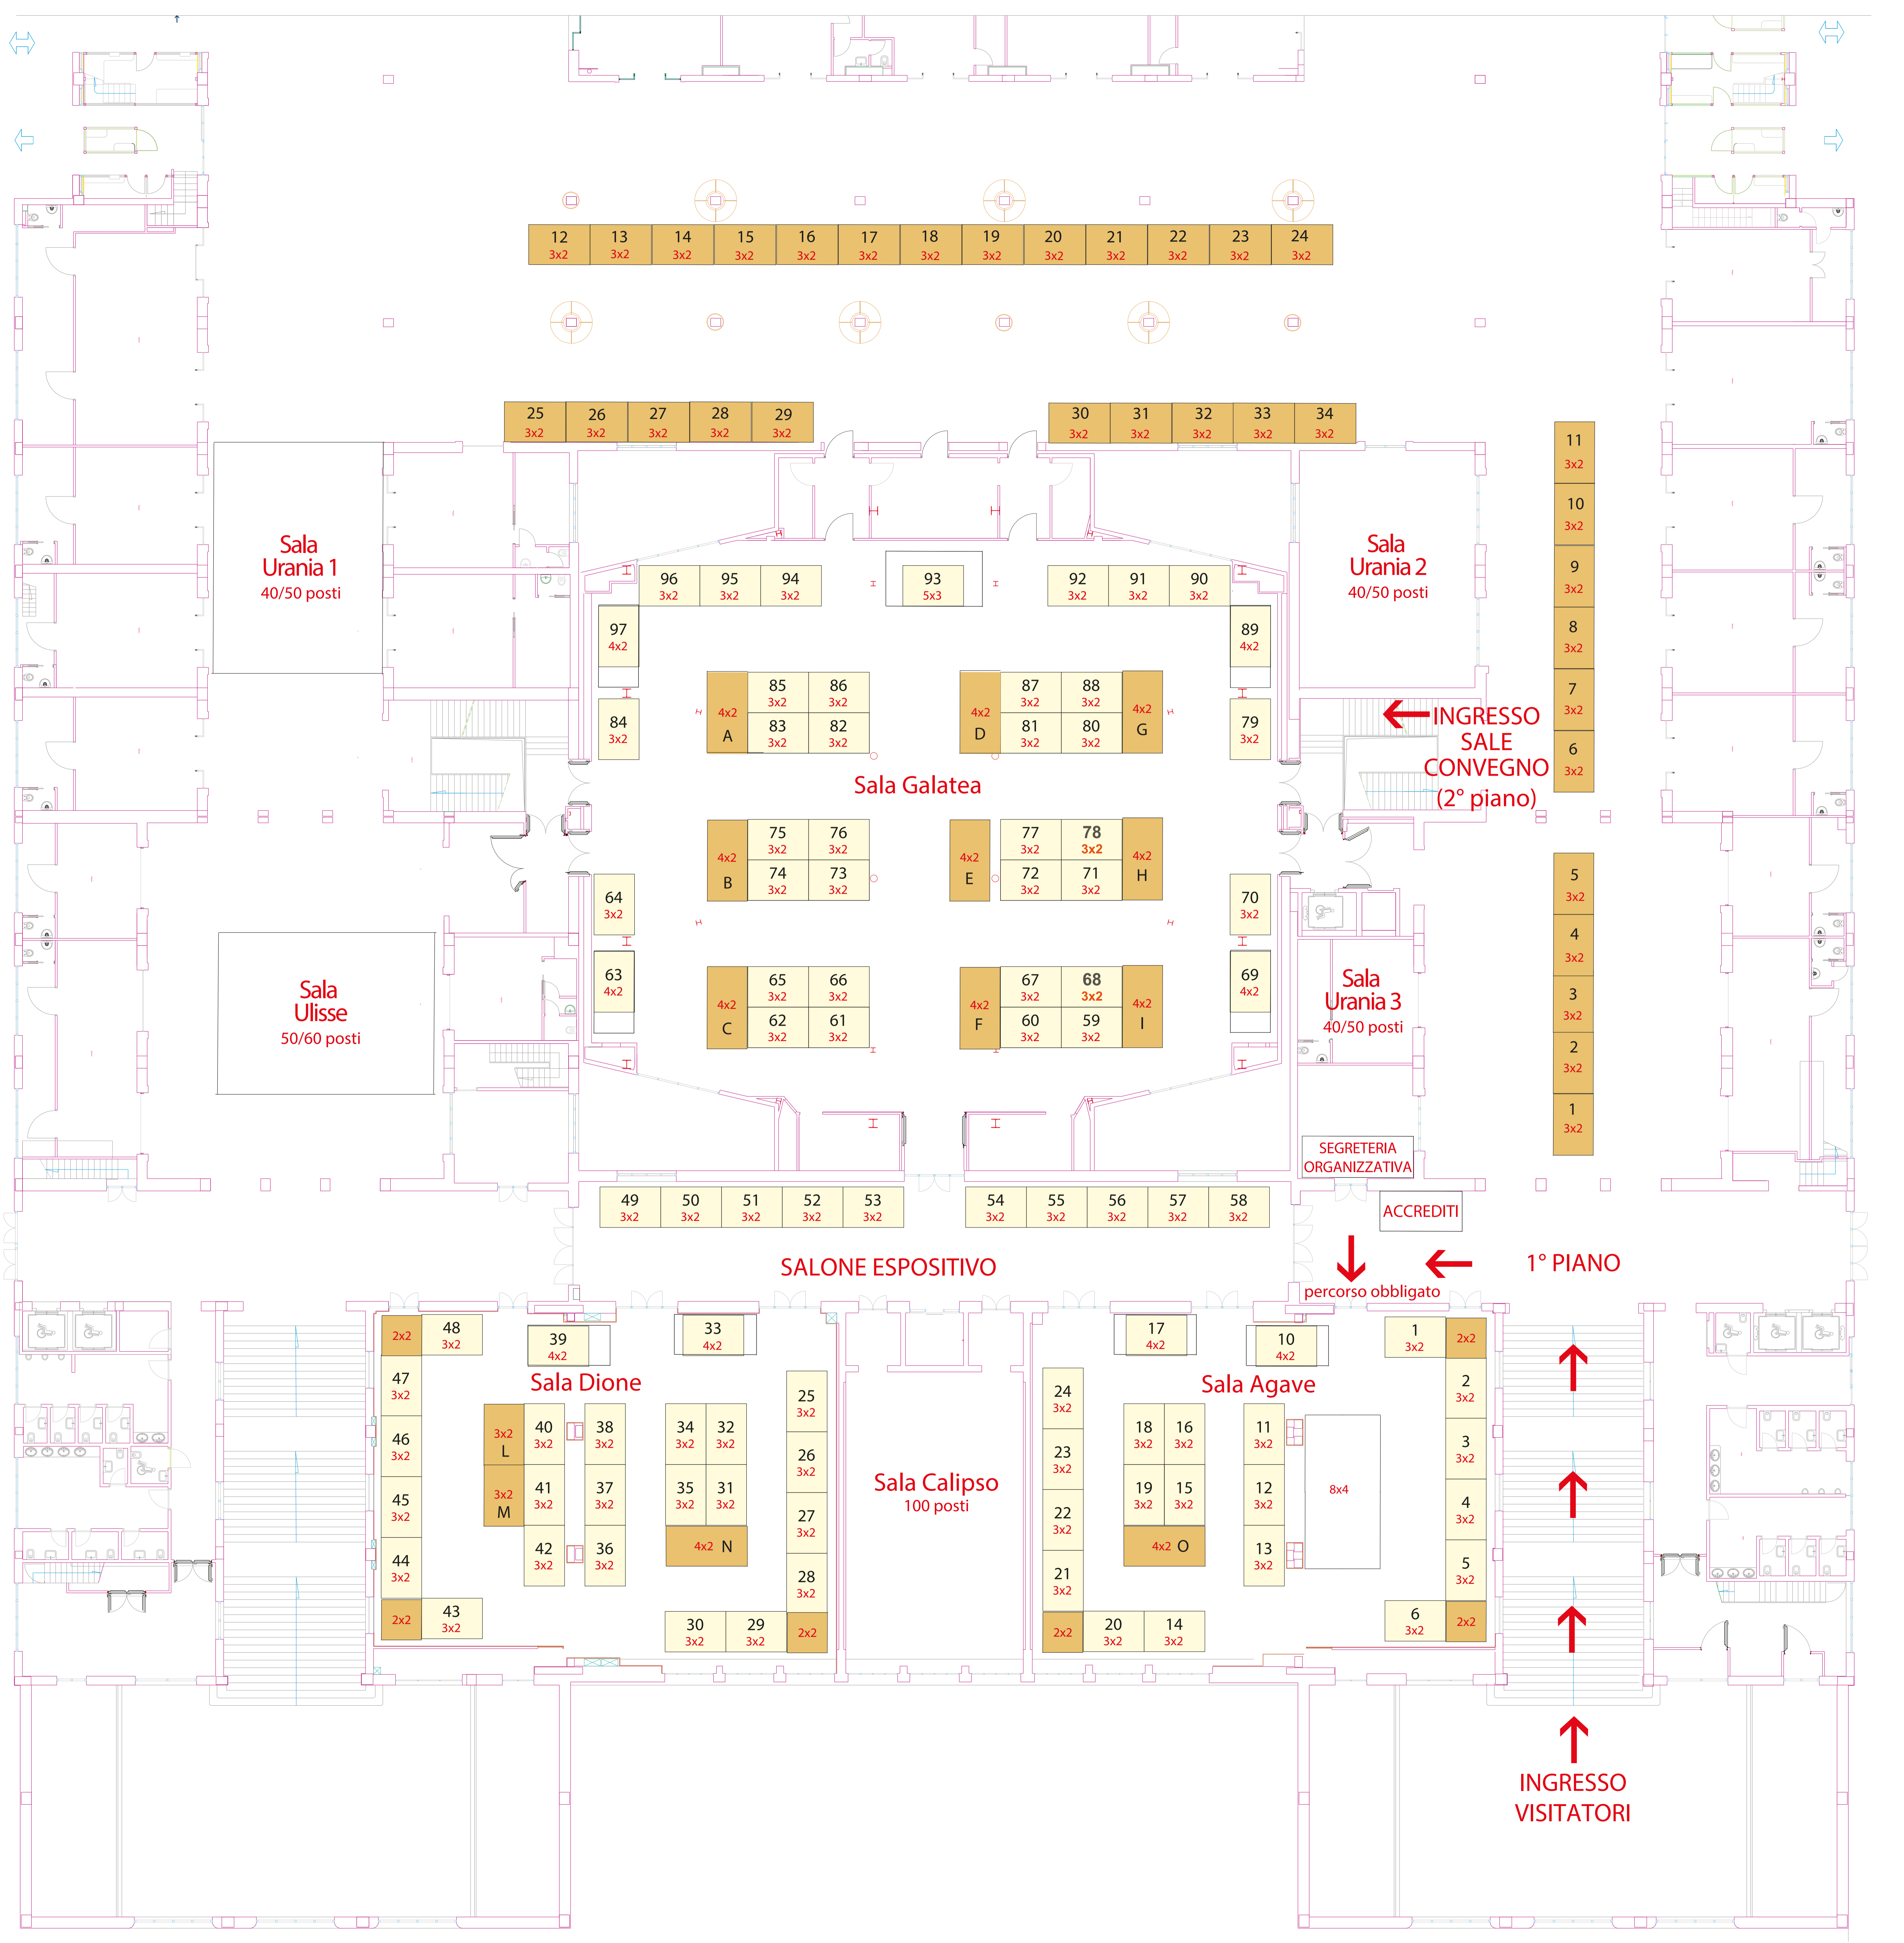 12 13 14 15 16 17 18 19 20 21 22 23 24
3x2 3x2 3x2 3x2 3x2 3x2 3x2 3x2 3x2 3x2 3x2 3x2 3x2
25 26 27 28 29
3x2 3x2 3x2 3x2 3x2
30 31 32 33 34
3x2 3x2 3x2 3x2 3x2
11
3x2
10
3x2
9
3x2
8
3x2
7
3x2
6
3x2
5
3x2
4
3x2
3
3x2
2
3x2
1
3x2
Sala
Urania 1
40/50 posti
Sala
Urania 2
40/50 posti
96 95 94
3x2 3x2 3x2
93
5x3
92 91 90
3x2 3x2 3x2
97
4x2
89
4x2
84
3x2
79
3x2
4x2
A
85 86
3x2 3x2
83 82
3x2 3x2
4x2
D
87 88
3x2 3x2
81 80
3x2 3x2
4x2
G
INGRESSO
SALE
CONVEGNO
(2° piano)
Sala Galatea
4x2
B
75 76
3x2 3x2
74 73
3x2 3x2
4x2
E
77 78
3x2 3x2
72 71
3x2 3x2
4x2
H
64
3x2
70
3x2
63
4x2
69
4x2
4x2
C
65 66
3x2 3x2
62 61
3x2 3x2
4x2
F
67 68
3x2 3x2
60 59
3x2 3x2
4x2
I
Sala
Ulisse
50/60 posti
Sala
Urania 3
40/50 posti
SEGRETERIA
ORGANIZZATIVA
ACCREDITI
49 50 51 52 53
3x2 3x2 3x2 3x2 3x2
54 55 56 57 58
3x2 3x2 3x2 3x2 3x2
SALONE ESPOSITIVO
1° PIANO
percorso obbligato
2x2
48
3x2
39
4x2
33
4x2
Sala Dione
47
3x2
46
3x2
45
3x2
44
3x2
2x2
43
3x2
3x2
L
3x2
M
40
3x2
41
3x2
42
3x2
38
3x2
37
3x2
36
3x2
34 32
3x2 3x2
35 31
3x2 3x2
4x2 N
25
3x2
26
3x2
27
3x2
28
3x2
30 29
3x2 3x2
2x2
Sala Calipso
100 posti
17
4x2
10
4x2
1
3x2
2x2
Sala Agave
24
3x2
23
3x2
22
3x2
21
3x2
2x2
20 14
3x2 3x2
18 16
3x2 3x2
19 15
3x2 3x2
4x2 O
11
3x2
12
3x2
13
3x2
8x4
2
3x2
3
3x2
4
3x2
5
3x2
6
3x2
2x2
INGRESSO
VISITATORI